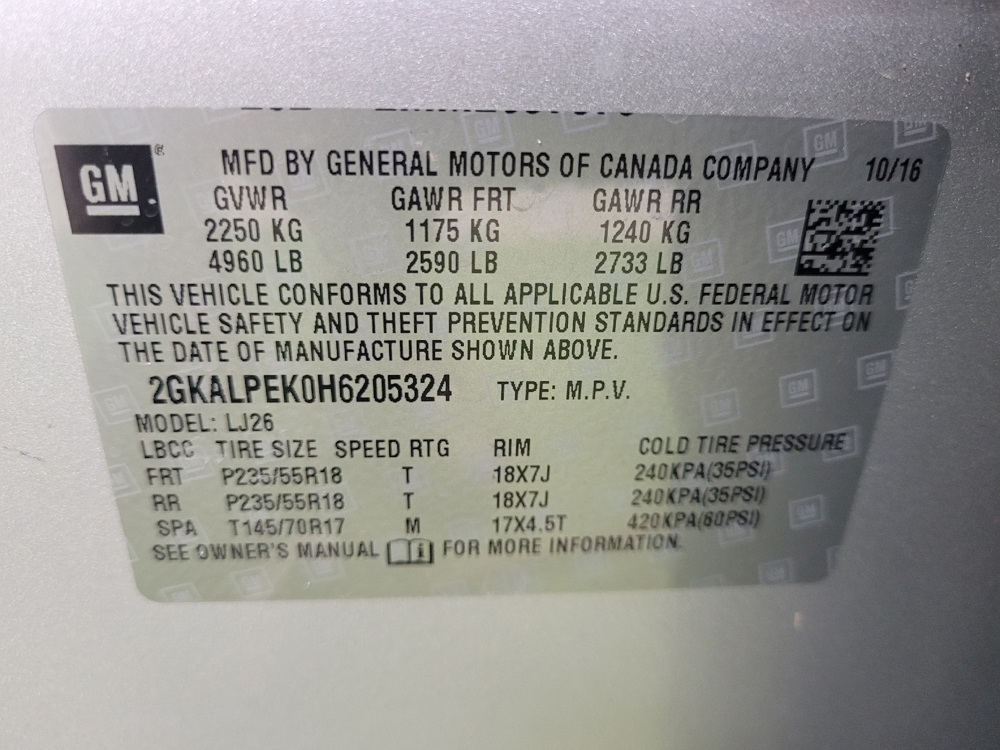 GM
MFD BY GENERAL MOTORS OF CANADA COMPANY 10/16
GVWR GAWR FRT GAWR RR
2250 KG 1175 KG 1240 KG
4960 LB 2590 LB 2733 LB
THIS VEHICLE CONFORMS TO ALL APPLICABLE U.S. FEDERAL MOTOR
VEHICLE SAFETY AND THEFT PREVENTION STANDARDS IN EFFECT ON
THE DATE OF MANUFACTURE SHOWN ABOVE.
2GKALPEK0H6205324 TYPE: M.P.V.
MODEL: LJ26
LBCC TIRE SIZE SPEED RTG RIM COLD TIRE PRESSURE
FRT P235/55R18 T 18X7J 240KPA(35PSI)
RR P235/55R18 T 18X7J 240KPA(35PSI)
SPA T145/70R17 M 17X4.5T 420KPA(60PSI)
SEE OWNER'S MANUAL FOR MORE INFORMATION.